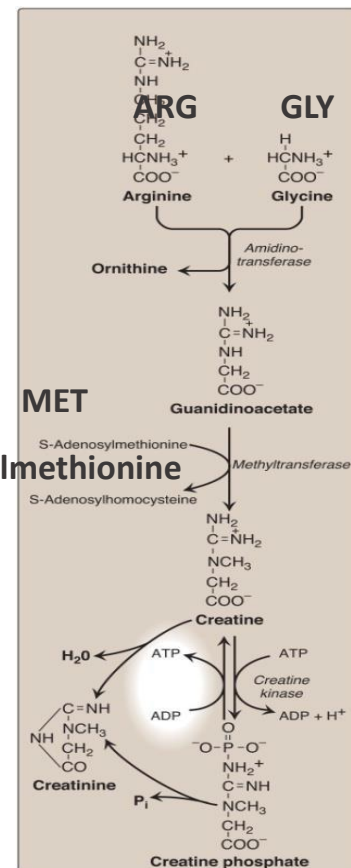 NH₂
C=NH₂⁺
NH
CH₂
CH₂
CH₂
HCNH₃⁺
COO⁻
Arginine
ARG
+
GLY
H
HCNH₃⁺
COO⁻
Glycine
Amidino-
transferase
Ornithine
NH₂
C=NH₂⁺
NH
CH₂
COO⁻
Guanidinoacetate
MET
S-Adenosylmethionine
lmethionine
Methyltransferase
S-Adenosylhomocysteine
NH₂
C=NH₂⁺
NCH₃
CH₂
COO⁻
Creatine
H₂0
ATP
ADP
ATP
Creatine
kinase
ADP + H⁺
C=NH
NCH₃
NH
CH₂
CO
Creatinine
Pᵢ
O
⁻O-P-O⁻
NH₂⁺
C=NH
NCH₃
CH₂
COO⁻
Creatine phosphate